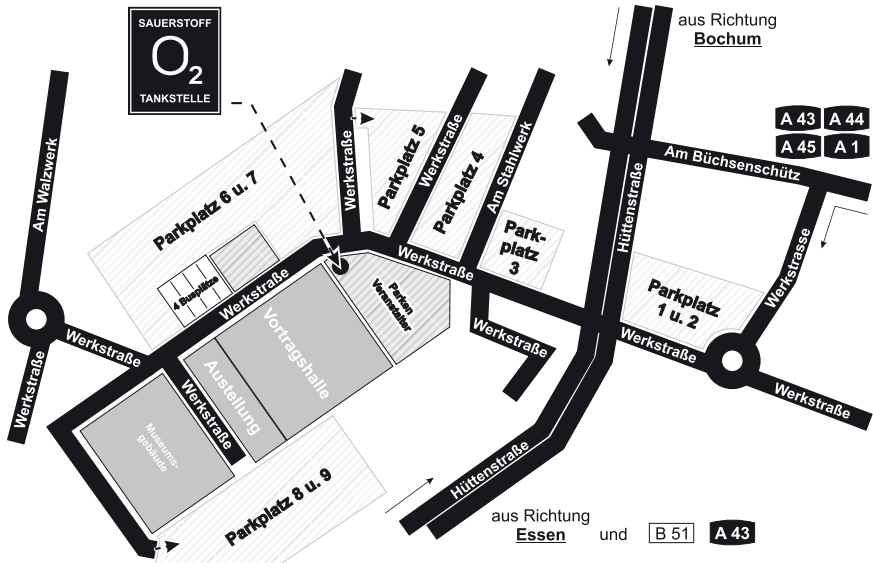 SAUERSTOFF
O2
TANKSTELLE
aus Richtung
Bochum
A 43
A 44
A 45
A 1
Am Büchsenschütz
Am Walzwerk
Werkstraße
Werkstraße
Am Stahlwerk
Hüttenstraße
Werkstrasse
Parkplatz 5
Parkplatz 4
Parkplatz 6 u. 7
Park-
platz
3
Parkplatz
1 u. 2
4 Busplätze
Werkstraße
Werkstraße
Parken
Veranstalter
Werkstraße
Werkstraße
Werkstraße
Werkstraße
Werkstraße
Vortragshalle
Austellung
Werkstraße
Werkstraße
Museums-
gebäude
Hüttenstraße
Parkplatz 8 u. 9
aus Richtung
Essen und B 51 A 43